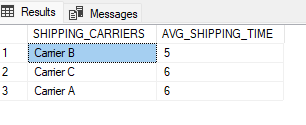 Results Messages
SHIPPING_CARRIERS AVG_SHIPPING_TIME
1 Carrier B 5
2 Carrier C 6
3 Carrier A 6